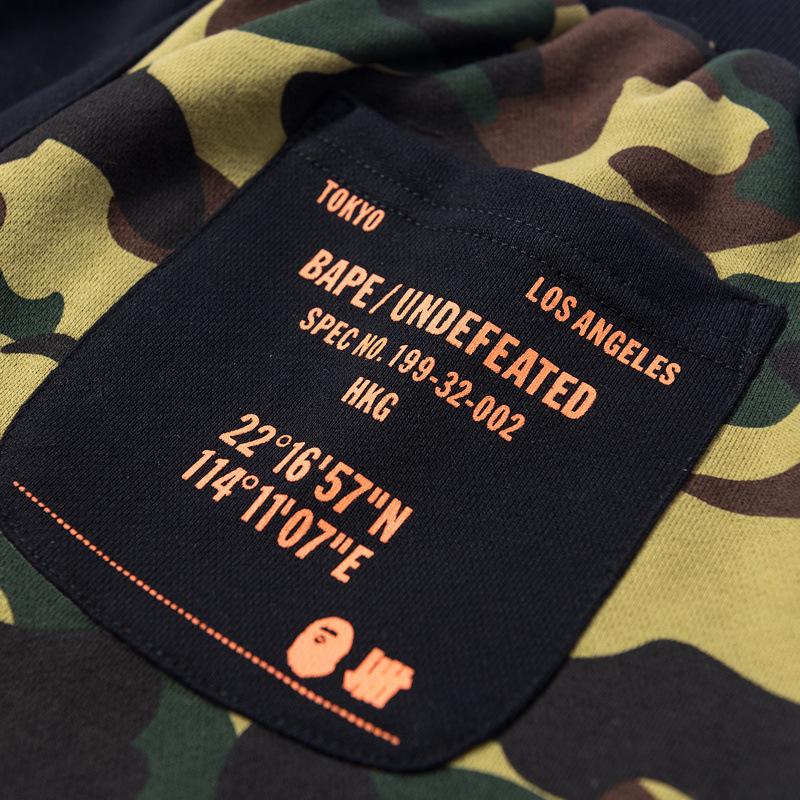 TOKYO
LOS ANGELES
BAPE/UNDEFEATED
SPEC NO. 199-32-002
HKG
22°16'57"N
114°11'07"E